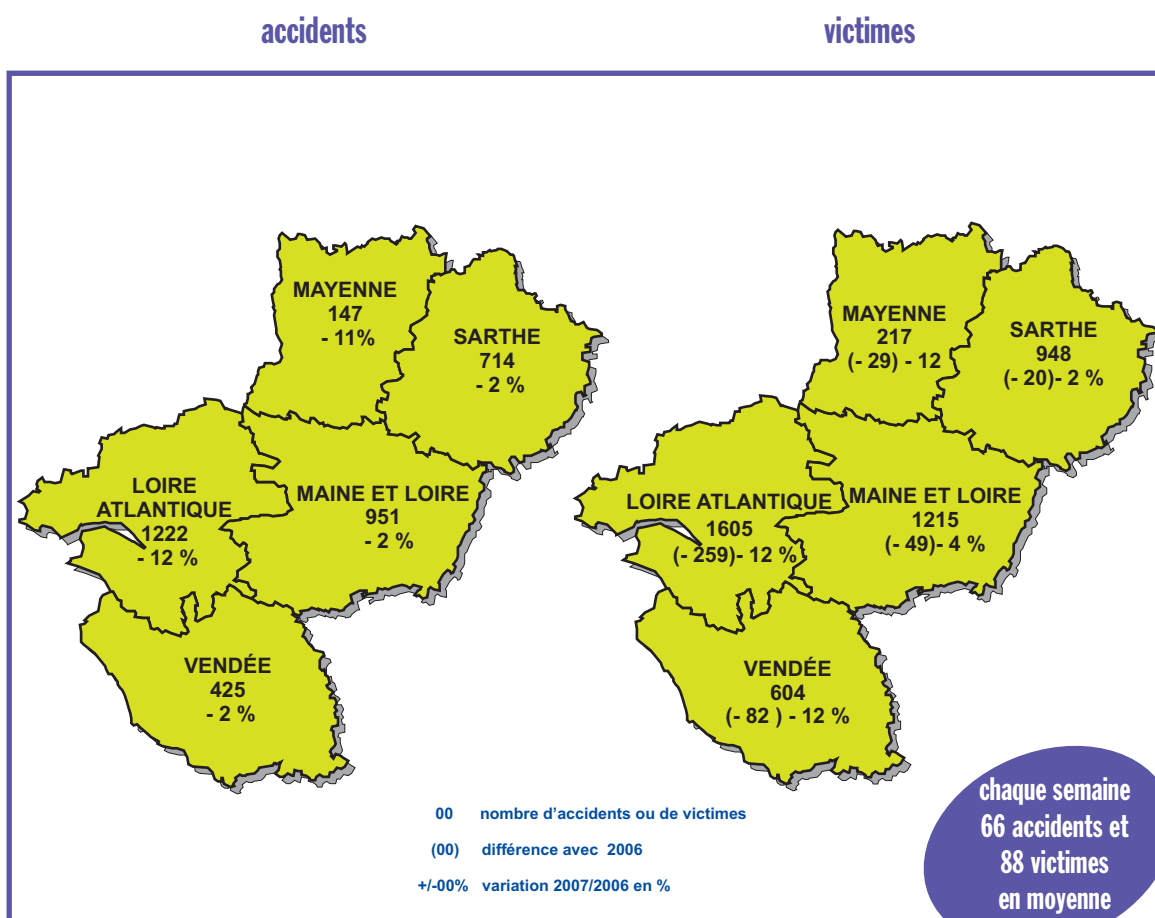 accidents
victimes
MAYENNE
147
- 11%
SARTHE
714
- 2 %
LOIRE
ATLANTIQUE
1222
- 12 %
MAINE ET LOIRE
951
- 2 %
VENDÉE
425
- 2 %
MAYENNE
217
(- 29) - 12
SARTHE
948
(- 20)- 2 %
LOIRE ATLANTIQUE
1605
(- 259)- 12 %
MAINE ET LOIRE
1215
(- 49)- 4 %
VENDÉE
604
(- 82 ) - 12 %
00 nombre d'accidents ou de victimes
(00) différence avec 2006
+/-00% variation 2007/2006 en %
chaque semaine
66 accidents et
88 victimes
en moyenne